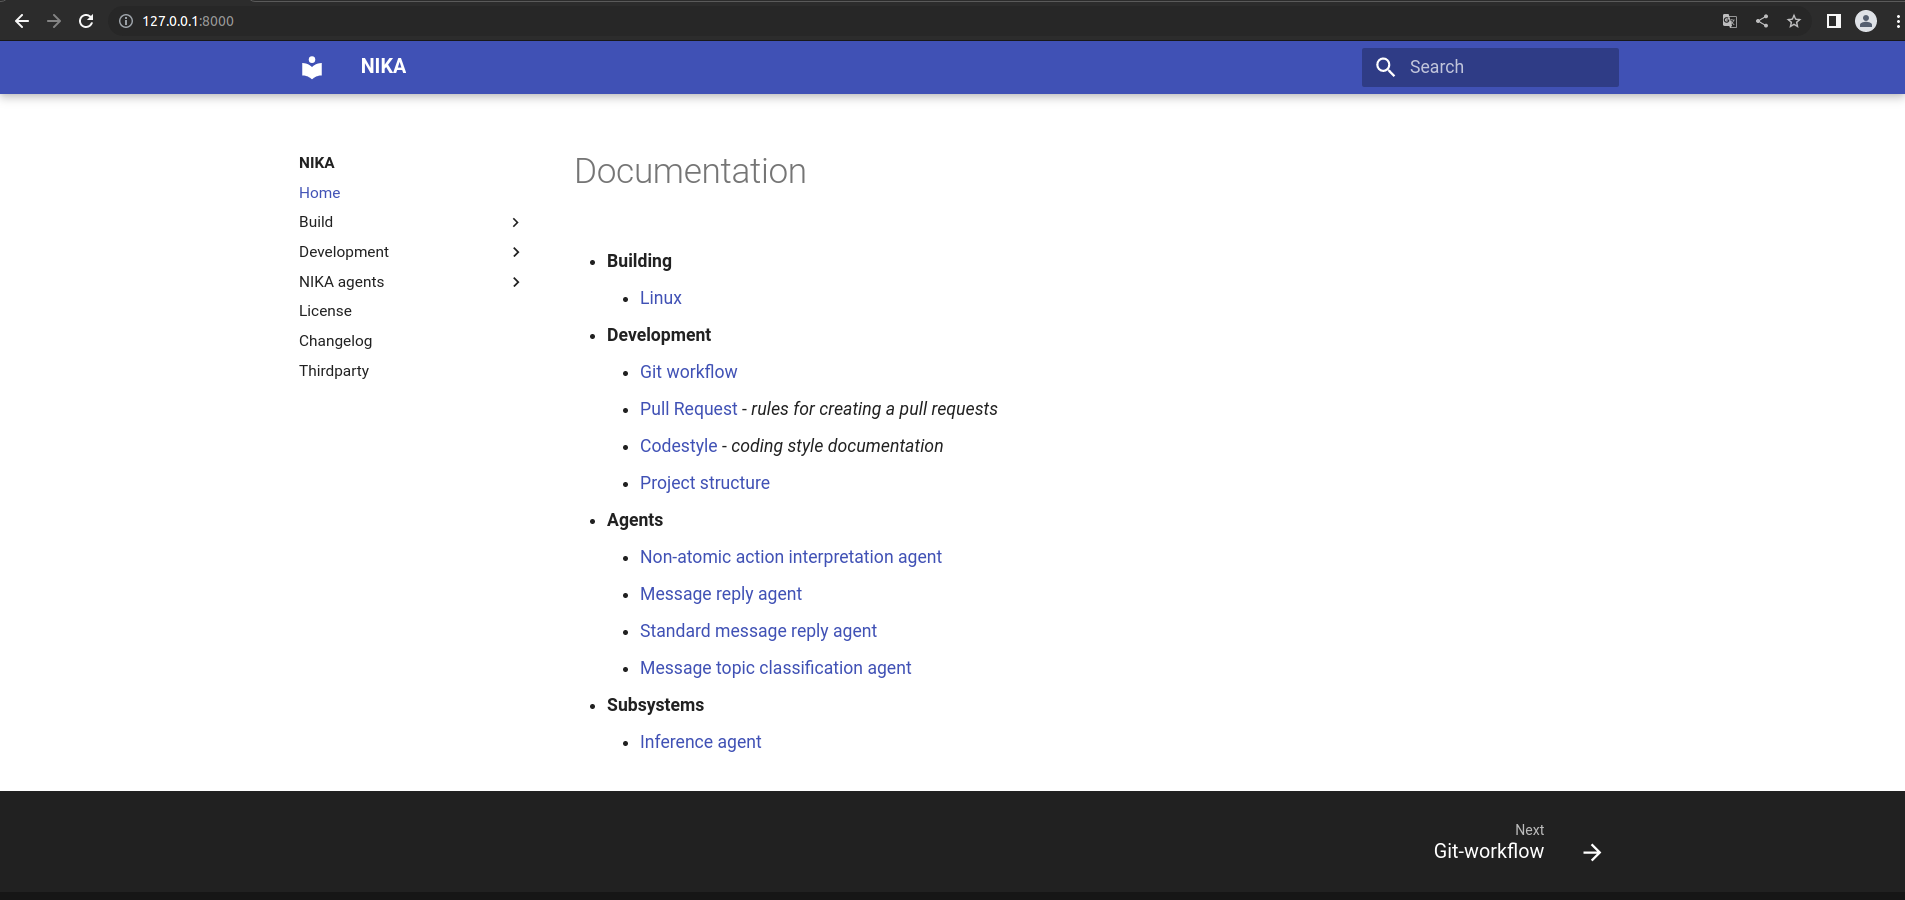 127.0.0.1:8000
NIKA
Search
NIKA
Home
Build
Development
NIKA agents
License
Changelog
Thirdparty
Documentation
Building
Linux
Development
Git workflow
Pull Request - rules for creating a pull requests
Codestyle - coding style documentation
Project structure
Agents
Non-atomic action interpretation agent
Message reply agent
Standard message reply agent
Message topic classification agent
Subsystems
Inference agent
Next
Git-workflow